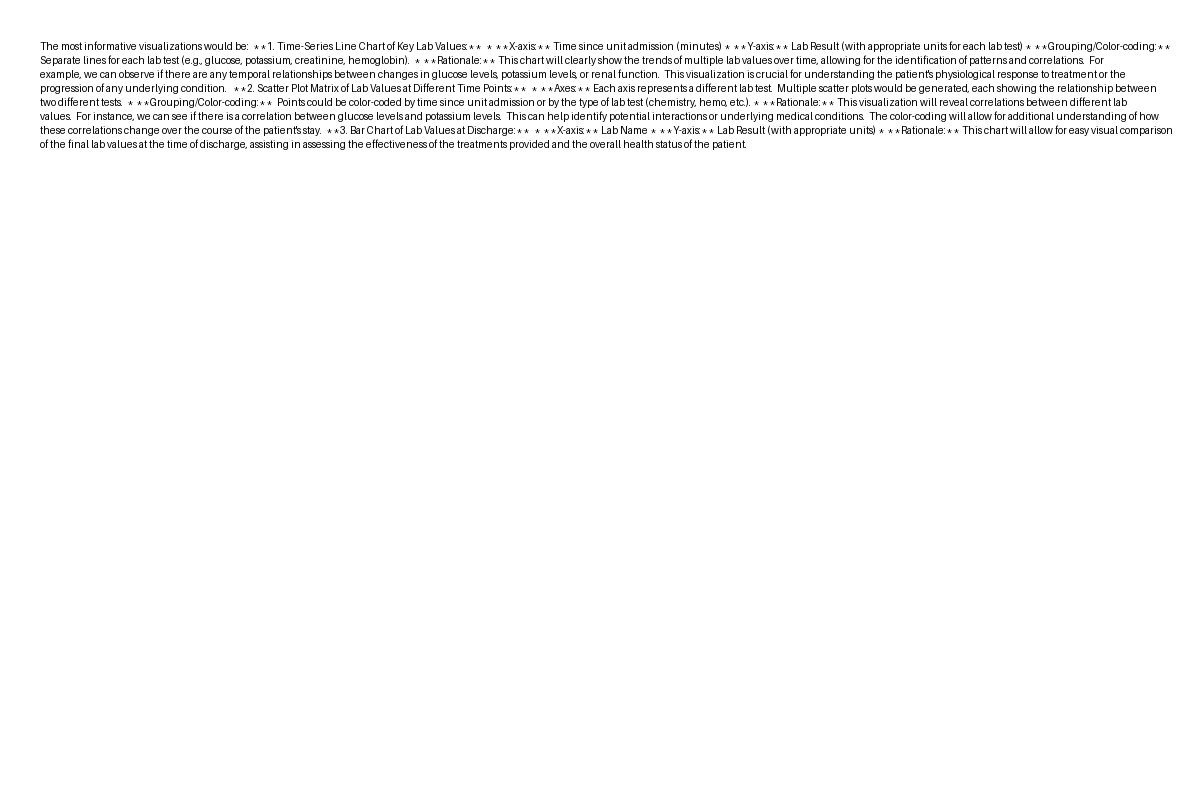 The most informative visualizations would be:  **1. Time-Series Line Chart of Key Lab Values:**  * **X-axis:** Time since unit admission (minutes) * **Y-axis:** Lab Result (with appropriate units for each lab test) * **Grouping/Color-coding:**
Separate lines for each lab test (e.g., glucose, potassium, creatinine, hemoglobin).  * **Rationale:** This chart will clearly show the trends of multiple lab values over time, allowing for the identification of patterns and correlations.  For
example, we can observe if there are any temporal relationships between changes in glucose levels, potassium levels, or renal function.  This visualization is crucial for understanding the patient's physiological response to treatment or the
progression of any underlying condition.   **2. Scatter Plot Matrix of Lab Values at Different Time Points:**  * **Axes:** Each axis represents a different lab test.  Multiple scatter plots would be generated, each showing the relationship between
two different tests.  * **Grouping/Color-coding:**  Points could be color-coded by time since unit admission or by the type of lab test (chemistry, hemo, etc.). * **Rationale:** This visualization will reveal correlations between different lab
values.  For instance, we can see if there is a correlation between glucose levels and potassium levels.  This can help identify potential interactions or underlying medical conditions.  The color-coding will allow for additional understanding of how
these correlations change over the course of the patient's stay.  **3. Bar Chart of Lab Values at Discharge:**  * **X-axis:** Lab Name * **Y-axis:** Lab Result (with appropriate units) * **Rationale:** This chart will allow for easy visual comparison
of the final lab values at the time of discharge, assisting in assessing the effectiveness of the treatments provided and the overall health status of the patient.